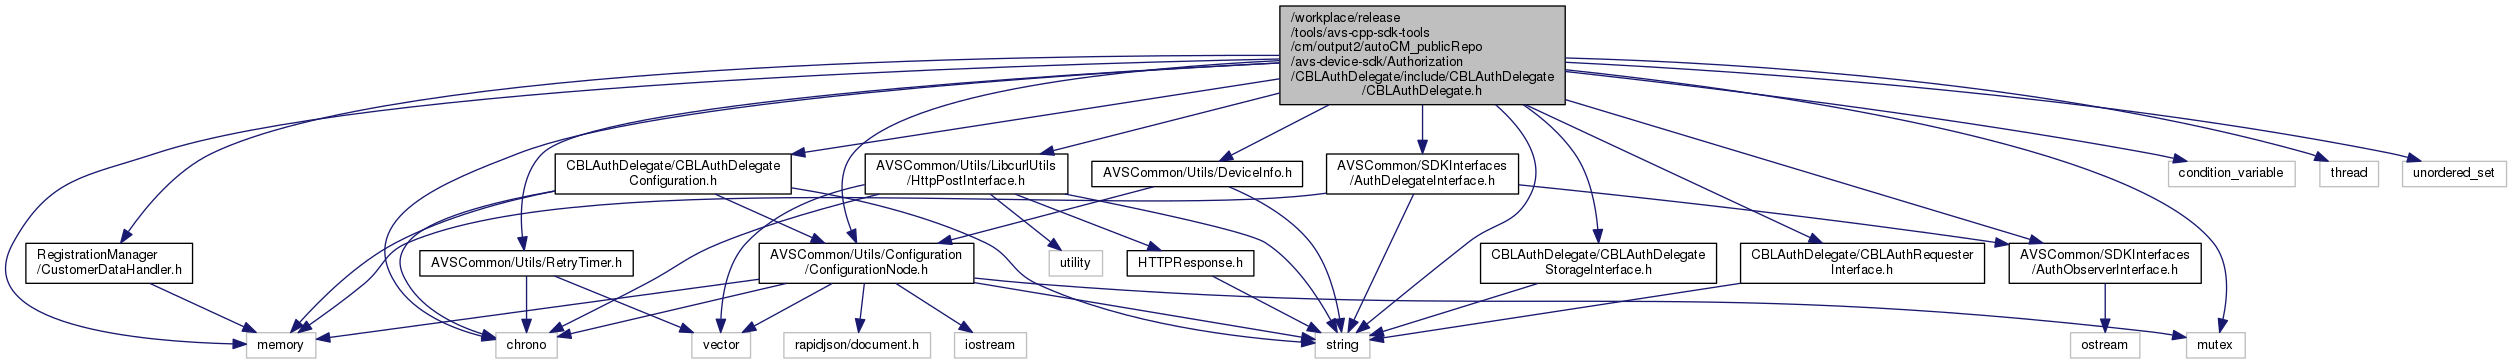 /workplace/release
/tools/avs-cpp-sdk-tools
/cm/output2/autoCM_publicRepo
/avs-device-sdk/Authorization
/CBLAuthDelegate/include/CBLAuthDelegate
/CBLAuthDelegate.h
CBLAuthDelegate/CBLAuthDelegate
Configuration.h
AVSCommon/Utils/LibcurlUtils
/HttpPostInterface.h
AVSCommon/Utils/DeviceInfo.h
AVSCommon/SDKInterfaces
/AuthDelegateInterface.h
condition_variable
thread
unordered_set
RegistrationManager
/CustomerDataHandler.h
AVSCommon/Utils/RetryTimer.h
AVSCommon/Utils/Configuration
/ConfigurationNode.h
utility
HTTPResponse.h
CBLAuthDelegate/CBLAuthDelegate
StorageInterface.h
CBLAuthDelegate/CBLAuthRequester
Interface.h
AVSCommon/SDKInterfaces
/AuthObserverInterface.h
memory
chrono
vector
rapidjson/document.h
iostream
string
ostream
mutex